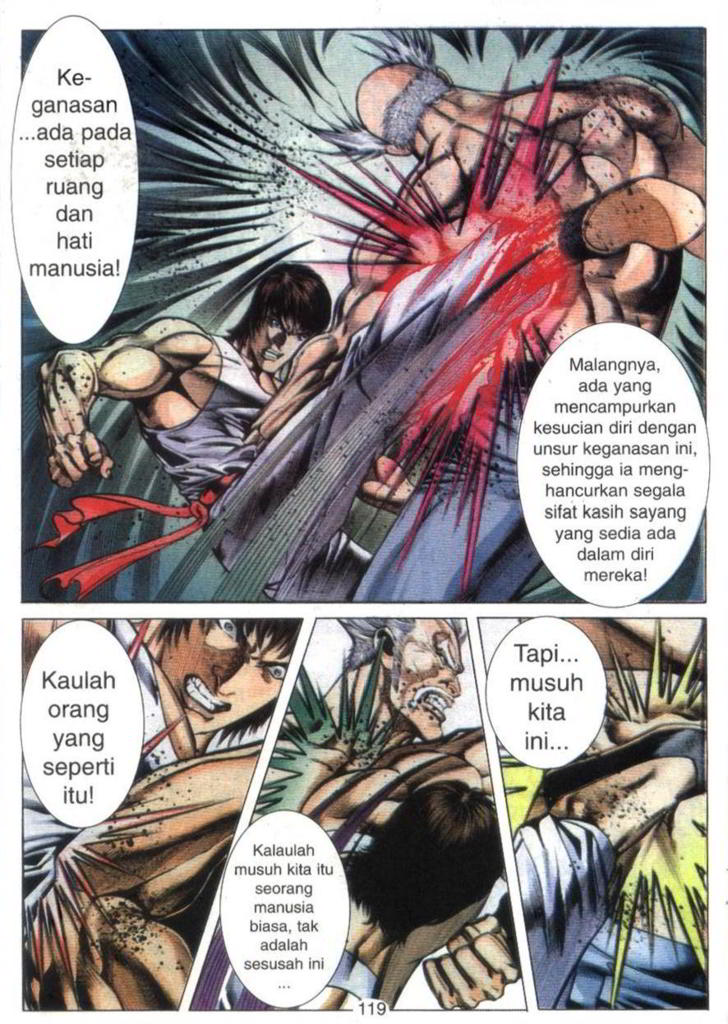 Ke-
ganasan
...ada pada
setiap
ruang
dan
hati
manusia!
Malangnya,
ada yang
mencampurkan
kesucian diri dengan
unsur keganasan ini,
sehingga ia meng-
hancurkan segala
sifat kasih sayang
yang sedia ada
dalam diri
mereka!
Kaulah
orang
yang
seperti
itu!
Kalaulah
musuh kita itu
seorang
manusia
biasa, tak
adalah
sesusah ini
...
Tapi...
musuh
kita
ini...
119